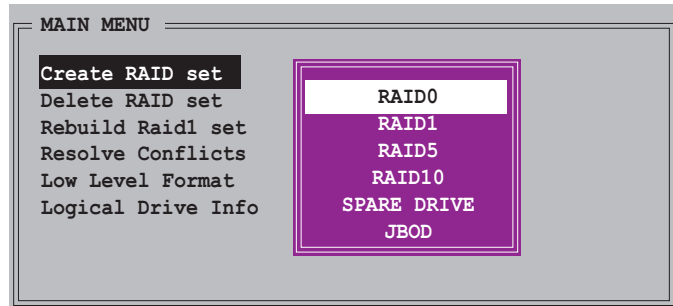 MAIN MENU
Create RAID set
Delete RAID set
Rebuild Raid1 set
Resolve Conflicts
Low Level Format
Logical Drive Info
RAID0
RAID1
RAID5
RAID10
SPARE DRIVE
JBOD